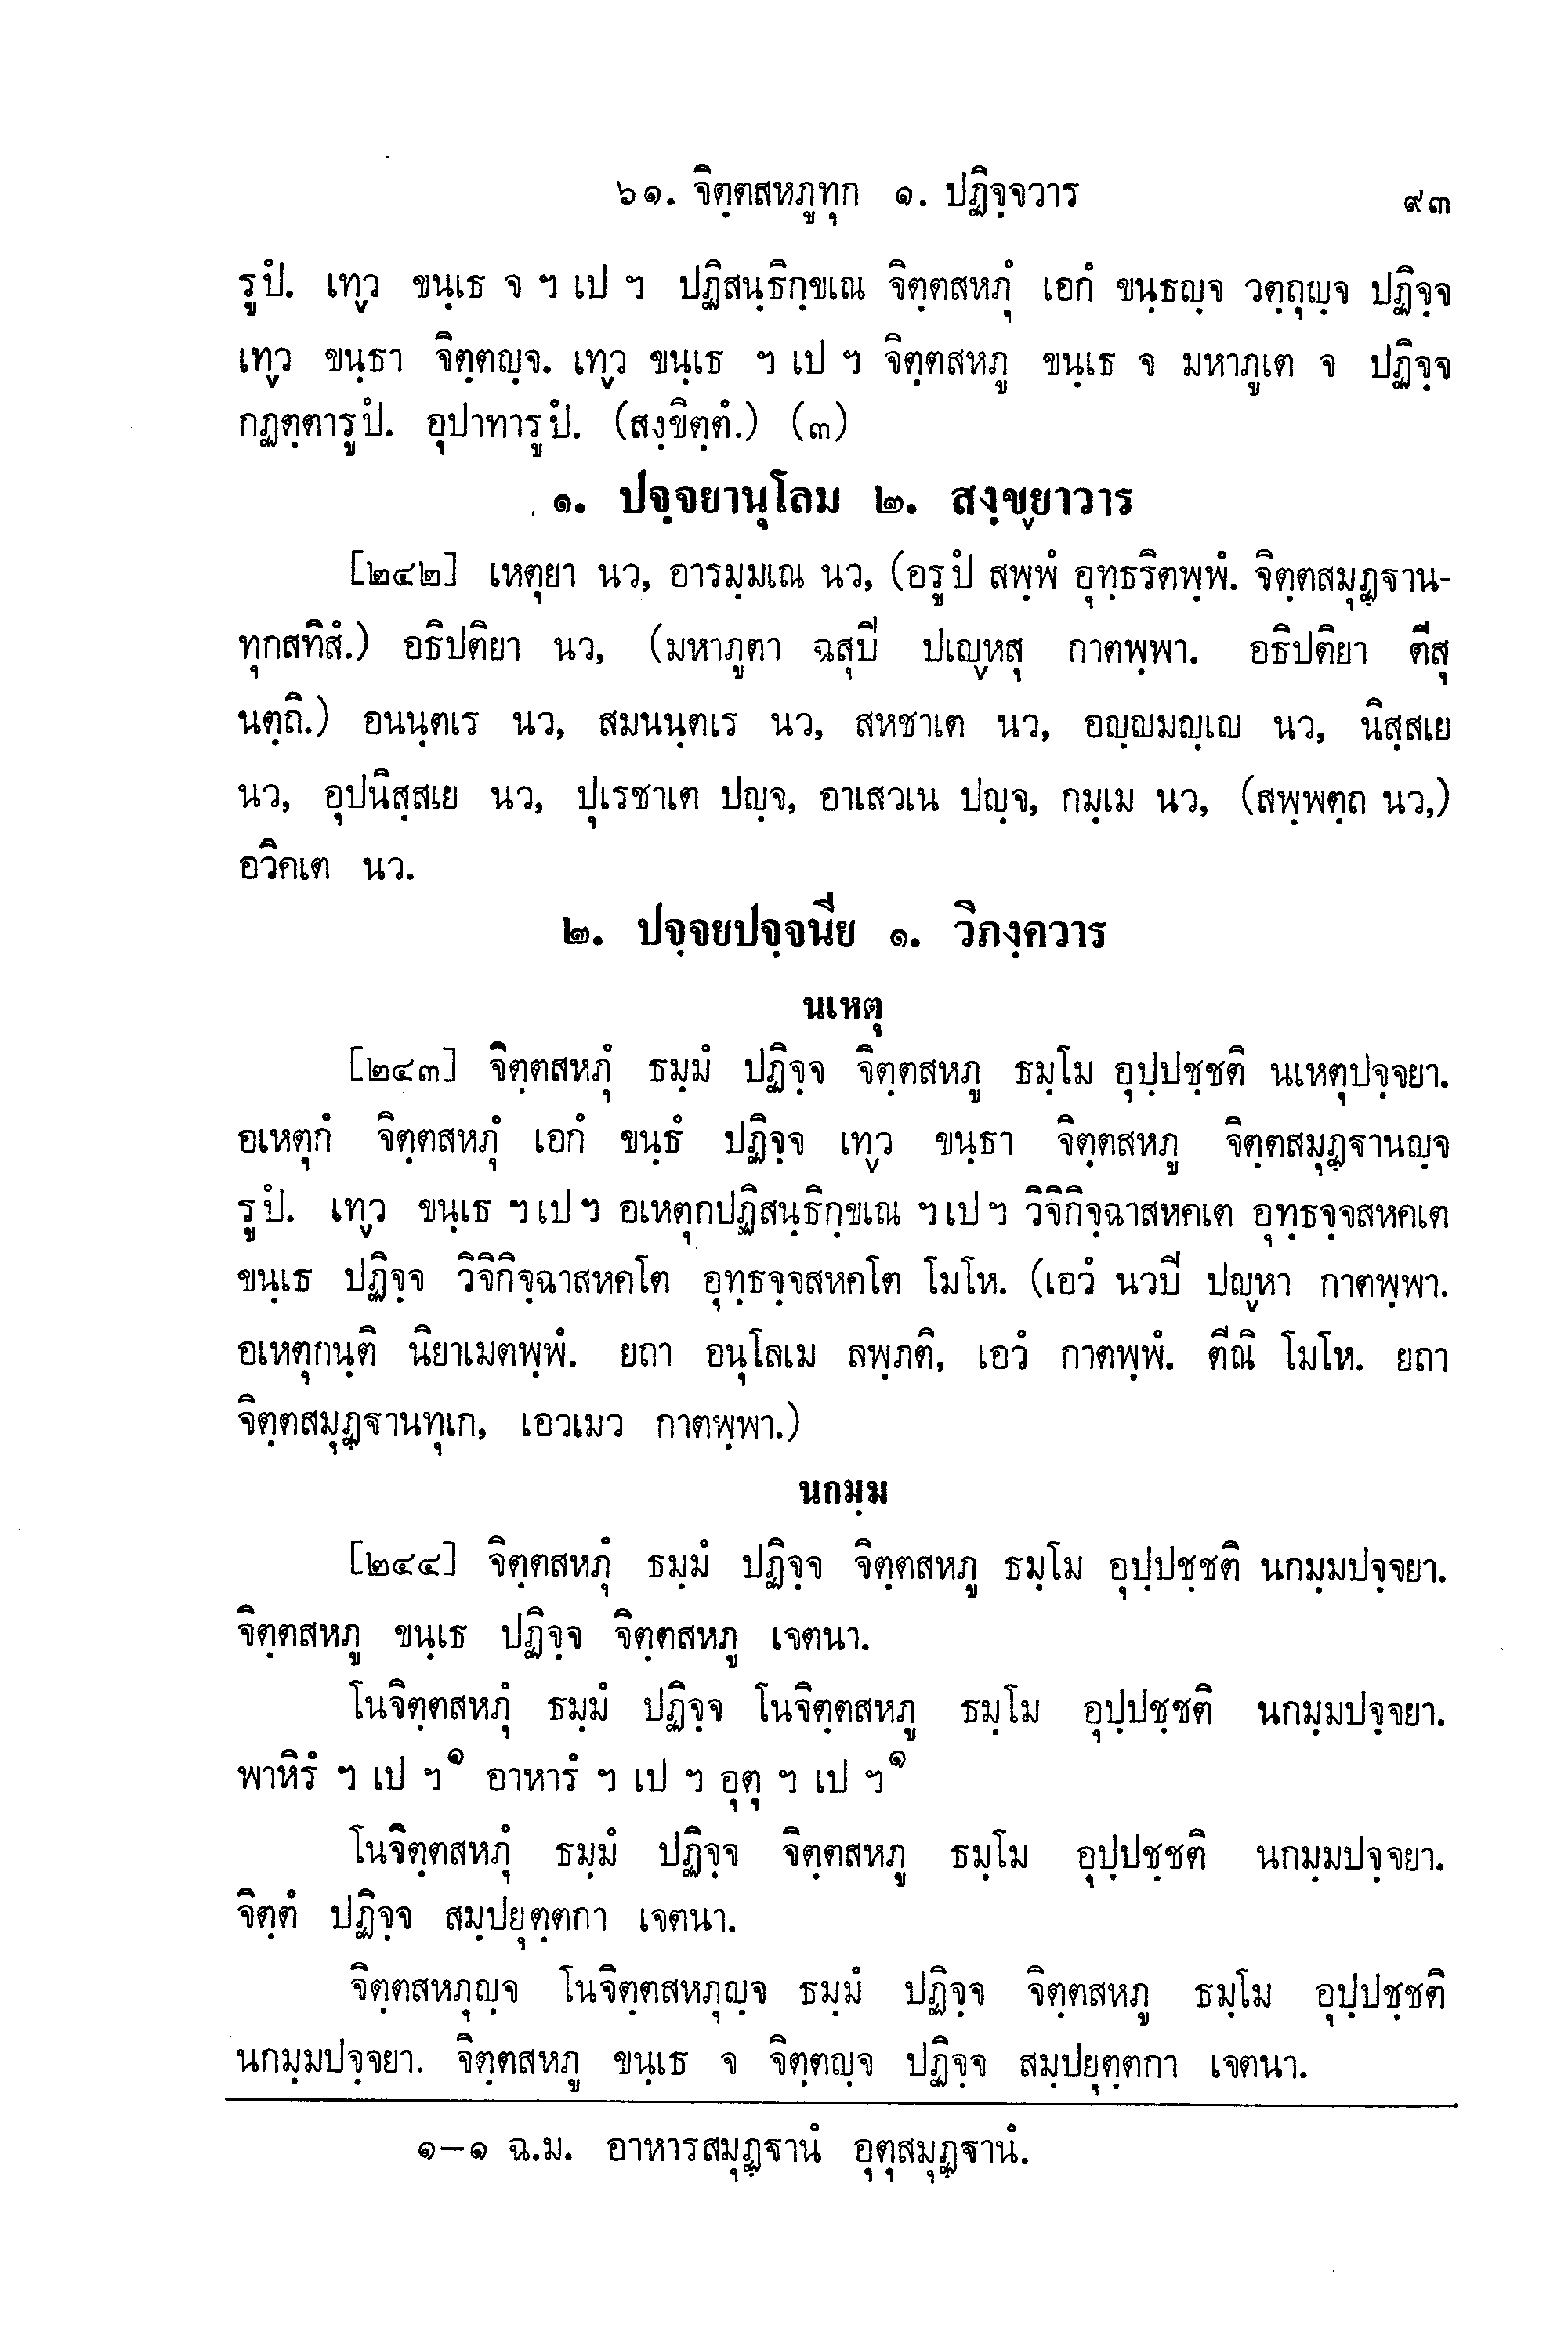 ๖๑. จิตฺตสหภูทุก ๑. ปฏิจฺจวาร ๙๓
รูปํ. เทฺว ขนฺเธ จ ฯ เป ฯ ปฏิสนฺธิกฺขเณ จิตฺตสหภุํ เอกํ ขนฺธญฺจ วตฺถุญฺจ ปฏิจฺจ
เทฺว ขนฺธา จิตฺตญฺจ. เทฺว ขนฺเธ ฯ เป ฯ จิตฺตสหภู ขนฺเธ จ มหาภูเต จ ปฏิจฺจ
กฏตฺตารูปํ. อุปาทารูปํ. (สงฺขิตฺตํ.) (๓)
๑. ปจฺจยานุโลม ๒. สงฺขฺยาวาร
[๒๔๒] เหตุยา นว, อารมฺมเณ นว, (อรูปํ สพฺพํ อุทฺธริตพฺพํ. จิตฺตสมุฏฺฐาน-
ทุกสทิสํ.) อธิปติยา นว, (มหาภูตา ฉสุปี ปเญฺหสุ กาตพฺพา. อธิปติยา ตีสุ
นตฺถิ.) อนนฺตเร นว, สมนนฺตเร นว, สหชาเต นว, อญฺญมญฺเญ นว, นิสฺสเย
นว, อุปนิสฺสเย นว, ปุเรชาเต ปญฺจ, อาเสวเน ปญฺจ, กมฺเม นว, (สพฺพตฺถ นว,)
อวิคเต นว.
๒. ปจฺจยปจฺจนีย ๑. วิภงฺควาร
นเหตุ
[๒๔๓] จิตฺตสหภุํ ธมฺมํ ปฏิจฺจ จิตฺตสหภู ธมฺโม อุปฺปชฺชติ นเหตุปจฺจยา.
อเหตุกํ จิตฺตสหภุํ เอกํ ขนฺธํ ปฏิจฺจ เทฺว ขนฺธา จิตฺตสหภู จิตฺตสมุฏฺฐานญฺจ
รูปํ. เทฺว ขนฺเธ ฯ เป ฯ อเหตุกปฏิสนฺธิกฺขเณ ฯ เป ฯ วิจิกิจฺฉาสหคเต อุทฺธจฺจสหคเต
ขนฺเธ ปฏิจฺจ วิจิกิจฺฉาสหคโต อุทฺธจฺจสหคโต โมโห. (เอวํ นวปี ปญฺหา กาตพฺพา.
อเหตุกนฺติ นิยาเมตพฺพํ. ยถา อนุโลเม ลพฺภติ, เอวํ กาตพฺพํ. ตีณิ โมโห. ยถา
จิตฺตสมุฏฺฐานทุเก, เอวเมว กาตพฺพา.)
นกมฺม
[๒๔๔] จิตฺตสหภุํ ธมฺมํ ปฏิจฺจ จิตฺตสหภู ธมฺโม อุปฺปชฺชติ นกมฺมปจฺจยา.
จิตฺตสหภู ขนฺเธ ปฏิจฺจ จิตฺตสหภู เจตนา.
โนจิตฺตสหภุํ ธมฺมํ ปฏิจฺจ โนจิตฺตสหภู ธมฺโม อุปฺปชฺชติ นกมฺมปจฺจยา.
พาหิรํ ฯ เป ฯ๑ อาหารํ ฯ เป ฯ อุตุ ฯ เป ฯ๑
โนจิตฺตสหภุํ ธมฺมํ ปฏิจฺจ จิตฺตสหภู ธมฺโม อุปฺปชฺชติ นกมฺมปจฺจยา.
จิตฺตํ ปฏิจฺจ สมฺปยุตฺตกา เจตนา.
จิตฺตสหภุญฺจ โนจิตฺตสหภุญฺจ ธมฺมํ ปฏิจฺจ จิตฺตสหภู ธมฺโม อุปฺปชฺชติ
นกมฺมปจฺจยา. จิตฺตสหภู ขนฺเธ จ จิตฺตญฺจ ปฏิจฺจ สมฺปยุตฺตกา เจตนา.
๑–๑ ฉ.ม. อาหารสมุฏฺฐานํ อุตุสมุฏฺฐานํ.